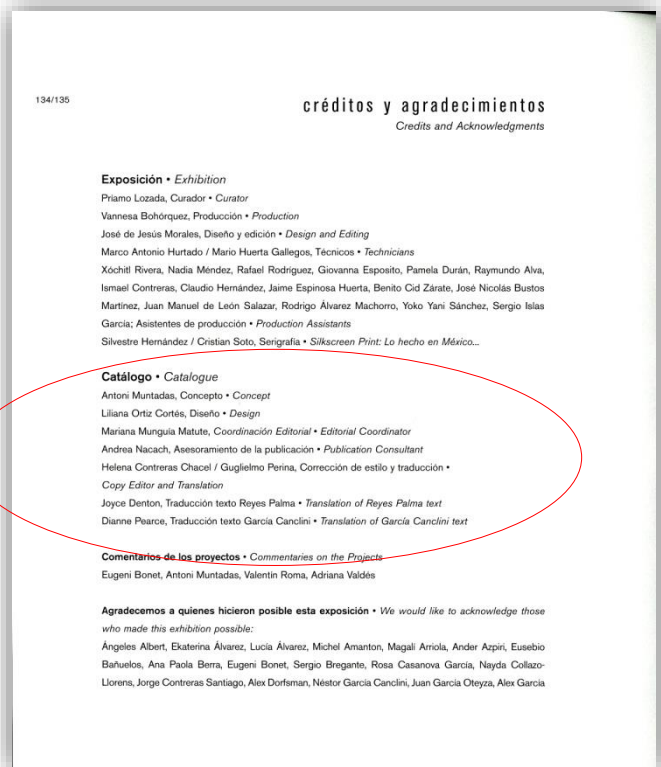 134/135
créditos y agradecimientos
Credits and Acknowledgments
Exposición • Exhibition
Priamo Lozada, Curador • Curator
Vannesa Bohórquez, Producción • Production
José de Jesús Morales, Diseño y edición • Design and Editing
Marco Antonio Hurtado / Mario Huerta Gallegos, Técnicos • Technicians
Xóchitl Rivera, Nadia Méndez, Rafael Rodríguez, Giovanna Esposito, Pamela Durán, Raymundo Alva,
Ismael Contreras, Claudio Hernández, Jaime Espinosa Huerta, Benito Cid Zárate, José Nicolás Bustos
Martínez, Juan Manuel de León Salazar, Rodrigo Álvarez Machorro, Yoko Yani Sánchez, Sergio Islas
García; Asistentes de producción • Production Assistants
Silvestre Hernández / Cristian Soto, Serigrafía • Silkscreen Print: Lo hecho en México...
Catálogo • Catalogue
Antoni Muntadas, Concepto • Concept
Liliana Ortiz Cortés, Diseño • Design
Mariana Munguía Matute, Coordinación Editorial • Editorial Coordinator
Andrea Nacach, Asesoramiento de la publicación • Publication Consultant
Helena Contreras Chacel / Guglielmo Perina, Corrección de estilo y traducción •
Copy Editor and Translation
Joyce Denton, Traducción texto Reyes Palma • Translation of Reyes Palma text
Dianne Pearce, Traducción texto García Canclini • Translation of García Canclini text
Comentarios de los proyectos • Commentaries on the Projects
Eugeni Bonet, Antoni Muntadas, Valentín Roma, Adriana Valdés
Agradecemos a quienes hicieron posible esta exposición • We would like to acknowledge those
who made this exhibition possible:
Ángeles Albert, Ekaterina Álvarez, Lucía Álvarez, Michel Amanton, Magalí Arriola, Ander Azpiri, Eusebio
Bañuelos, Ana Paola Berra, Eugeni Bonet, Sergio Bregante, Rosa Casanova García, Nayda Collazo-
Llorens, Jorge Contreras Santiago, Alex Dorfsman, Néstor García Canclini, Juan García Oteyza, Alex García